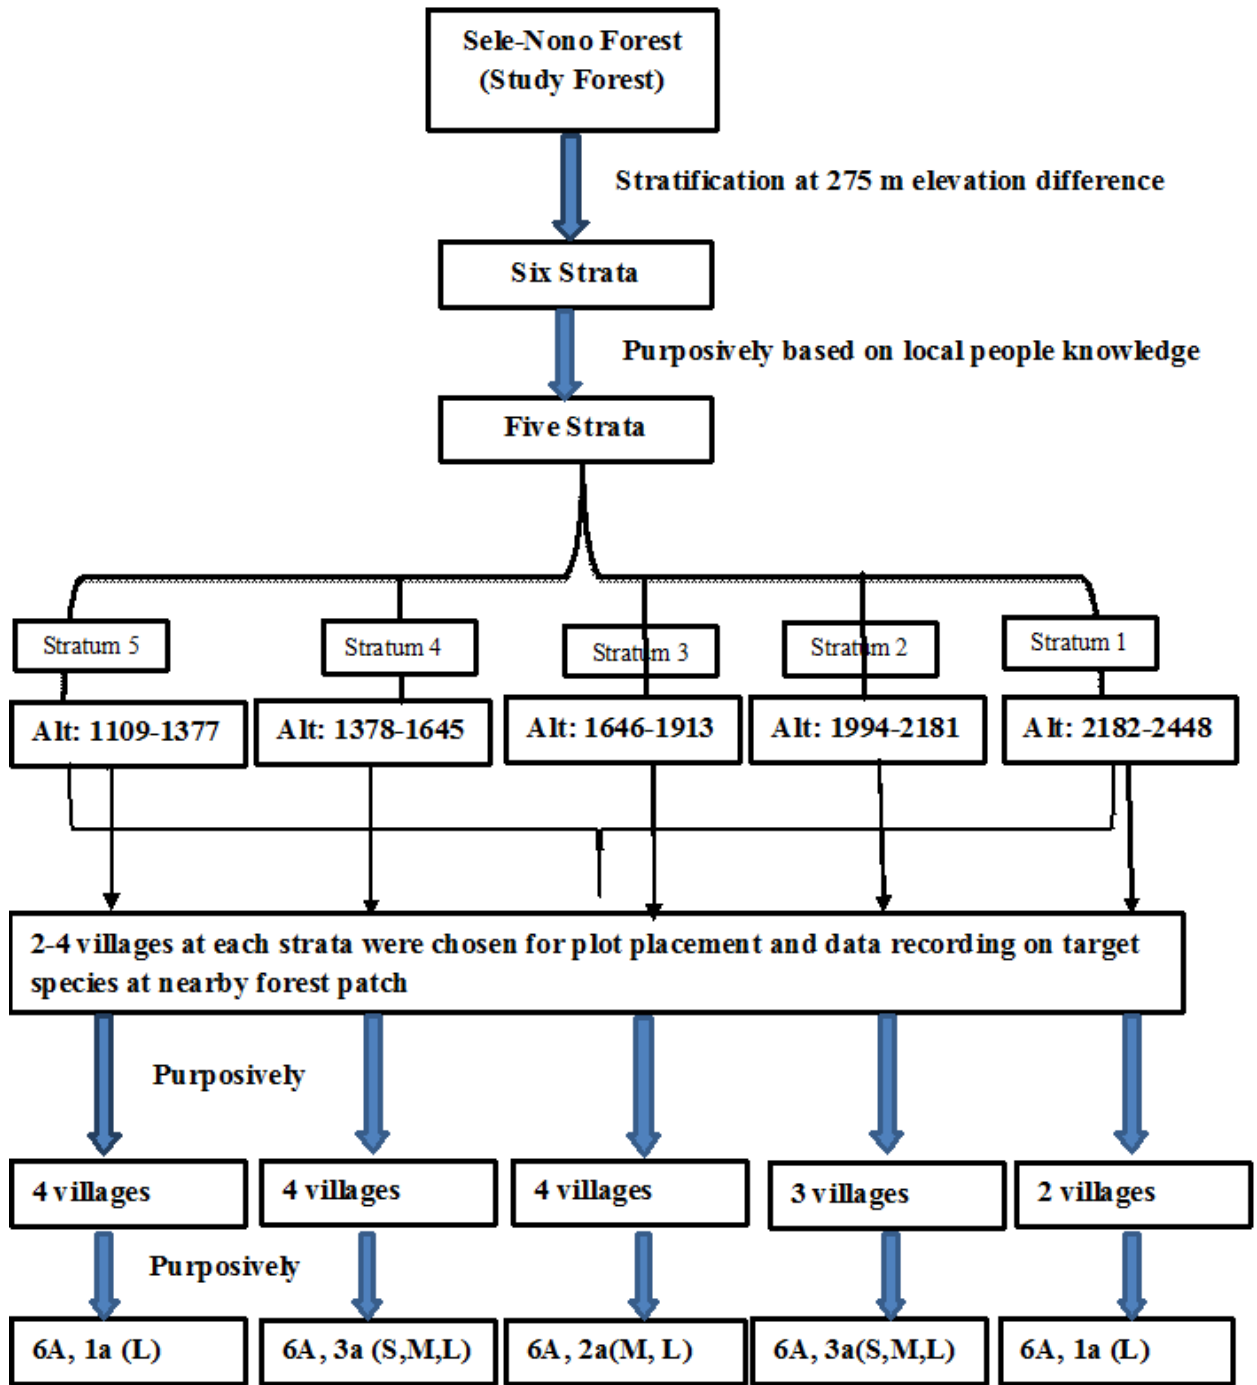 Sele-Nono Forest
(Study Forest)
Stratification at 275 m elevation difference
Six Strata
Purposively based on local people knowledge
Five Strata
Stratum 5
Stratum 4
Stratum 3
Stratum 2
Stratum 1
Alt: 1109-1377
Alt: 1378-1645
Alt: 1646-1913
Alt: 1994-2181
Alt: 2182-2448
2-4 villages at each strata were chosen for plot placement and data recording on target
species at nearby forest patch
Purposively
4 villages
4 villages
4 villages
3 villages
2 villages
Purposively
6A, 1a (L)
6A, 3a (S,M,L)
6A, 2a(M, L)
6A, 3a(S,M,L)
6A, 1a (L)